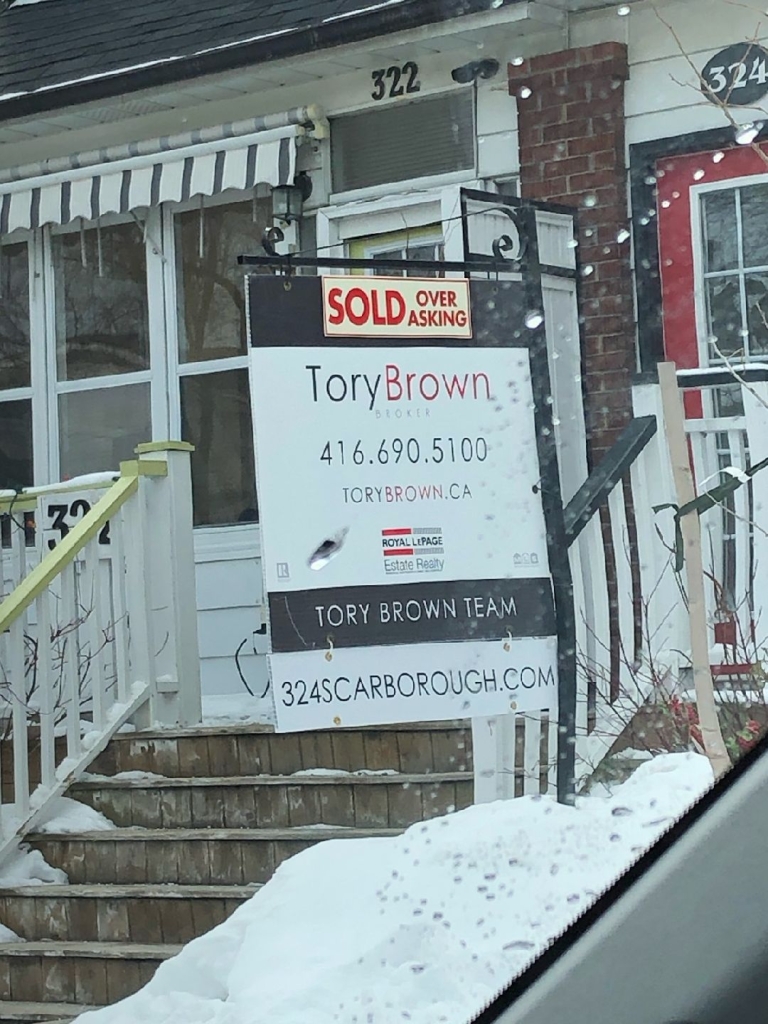 322
324
SOLD OVER ASKING
ToryBrown
BROKER
416.690.5100
TORYBROWN.CA
ROYAL LEPAGE
Estate Realty
TORY BROWN TEAM
324SCARBOROUGH.COM